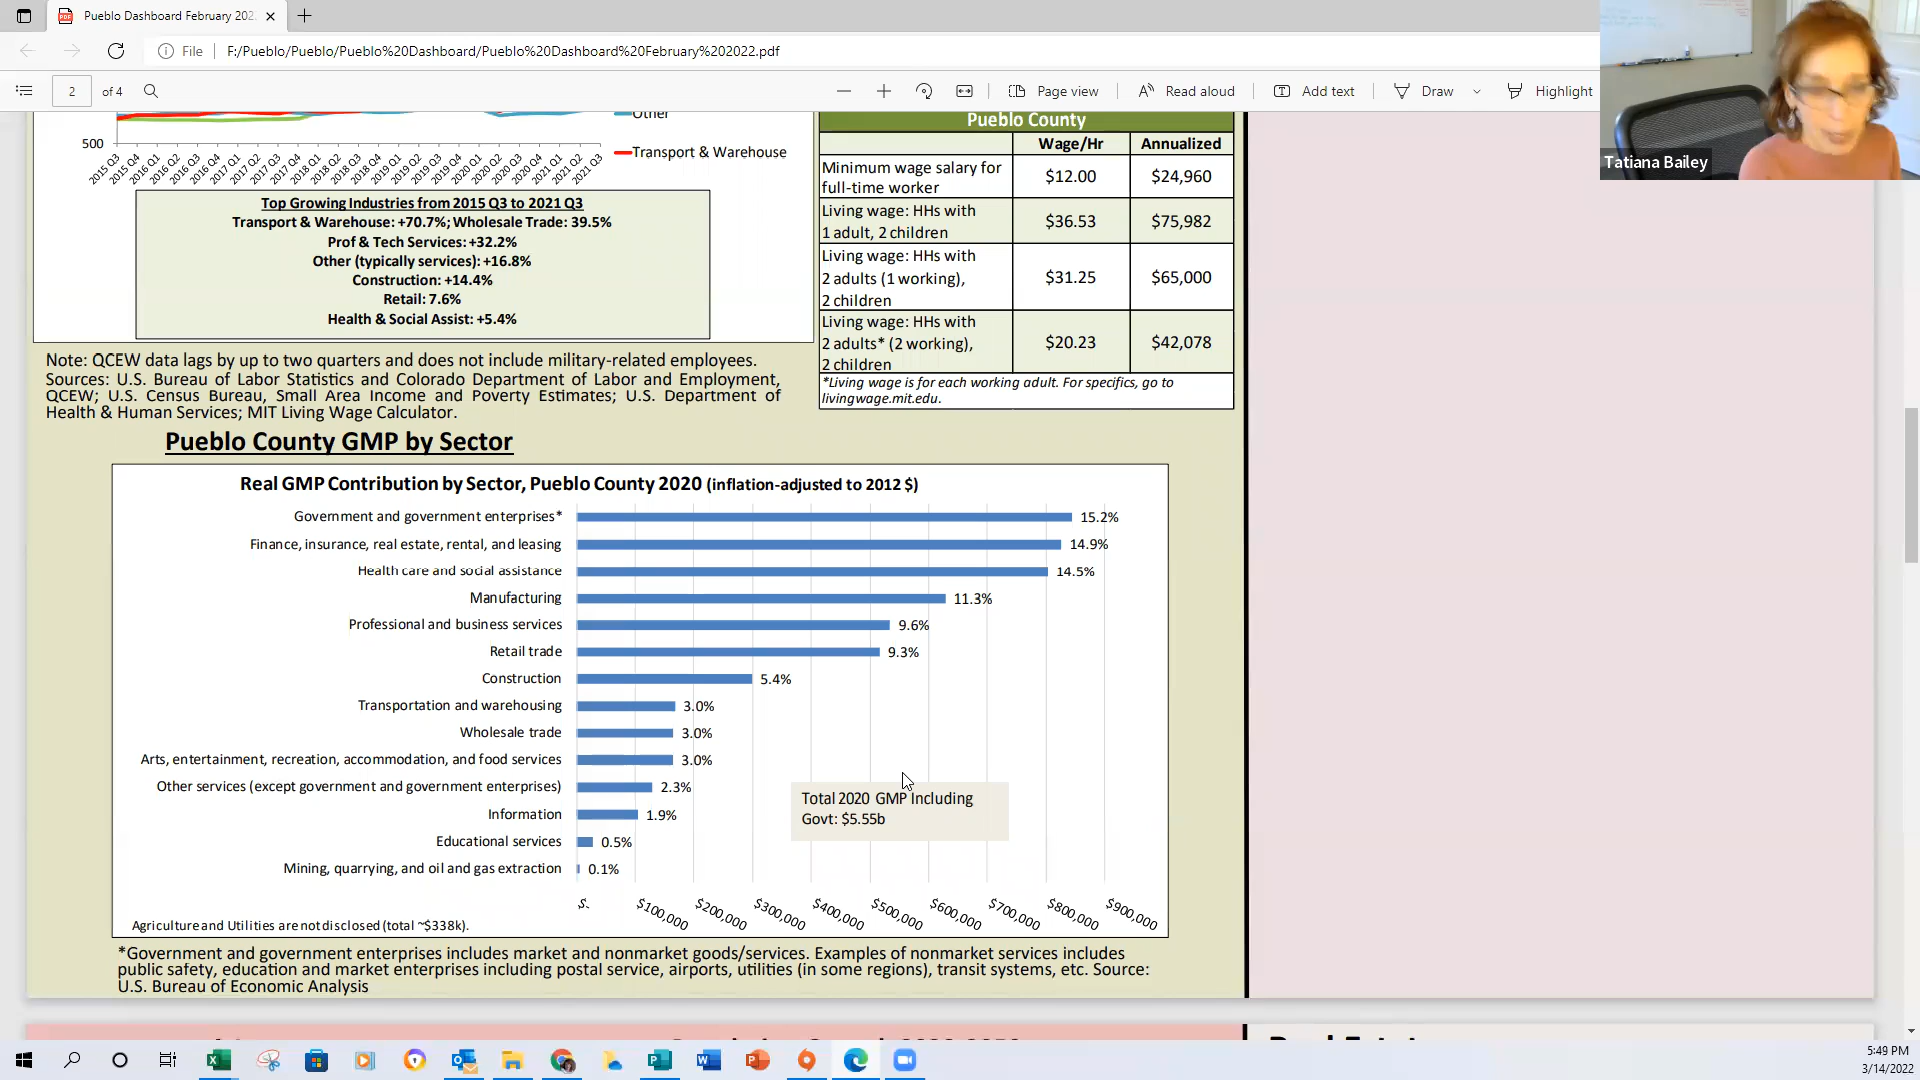 Pueblo Dashboard February 202
File
F:/Pueblo/Pueblo/Pueblo%20Dashboard/Pueblo%20Dashboard%20February%202022.pdf
2 of 4
Page view
Read aloud
Add text
Draw
Highlight
Tatiana Bailey
Other
500
Transport & Warehouse
2015 Q3 2015 Q4 2016 Q1 2016 Q2 2016 Q3 2016 Q4 2017 Q1 2017 Q2 2017 Q3 2017 Q4 2018 Q1 2018 Q2 2018 Q3 2018 Q4 2019 Q1 2019 Q2 2019 Q3 2019 Q4 2020 Q1 2020 Q2 2020 Q3 2020 Q4 2021 Q1 2021 Q2 2021 Q3
Top Growing Industries from 2015 Q3 to 2021 Q3
Transport & Warehouse: +70.7%; Wholesale Trade: 39.5%
Prof & Tech Services: +32.2%
Other (typically services): +16.8%
Construction: +14.4%
Retail: 7.6%
Health & Social Assist: +5.4%
Note: QCEW data lags by up to two quarters and does not include military-related employees.
Sources: U.S. Bureau of Labor Statistics and Colorado Department of Labor and Employment,
QCEW; U.S. Census Bureau, Small Area Income and Poverty Estimates; U.S. Department of
Health & Human Services; MIT Living Wage Calculator.
Pueblo County
Wage/Hr Annualized
Minimum wage salary for
full-time worker
$12.00 $24,960
Living wage: HHs with
1 adult, 2 children
$36.53 $75,982
Living wage: HHs with
2 adults (1 working),
2 children
$31.25 $65,000
Living wage: HHs with
2 adults* (2 working),
2 children
$20.23 $42,078
*Living wage is for each working adult. For specifics, go to
livingwage.mit.edu.
Pueblo County GMP by Sector
Real GMP Contribution by Sector, Pueblo County 2020 (inflation-adjusted to 2012 $)
Government and government enterprises* 15.2%
Finance, insurance, real estate, rental, and leasing 14.9%
Health care and social assistance 14.5%
Manufacturing 11.3%
Professional and business services 9.6%
Retail trade 9.3%
Construction 5.4%
Transportation and warehousing 3.0%
Wholesale trade 3.0%
Arts, entertainment, recreation, accommodation, and food services 3.0%
Other services (except government and government enterprises) 2.3%
Information 1.9%
Educational services 0.5%
Mining, quarrying, and oil and gas extraction 0.1%
Total 2020 GMP Including
Govt: $5.55b
$- $100,000 $200,000 $300,000 $400,000 $500,000 $600,000 $700,000 $800,000 $900,000
Agriculture and Utilities are not disclosed (total ~$338k).
*Government and government enterprises includes market and nonmarket goods/services. Examples of nonmarket services includes
public safety, education and market enterprises including postal service, airports, utilities (in some regions), transit systems, etc. Source:
U.S. Bureau of Economic Analysis
5:49 PM
3/14/2022